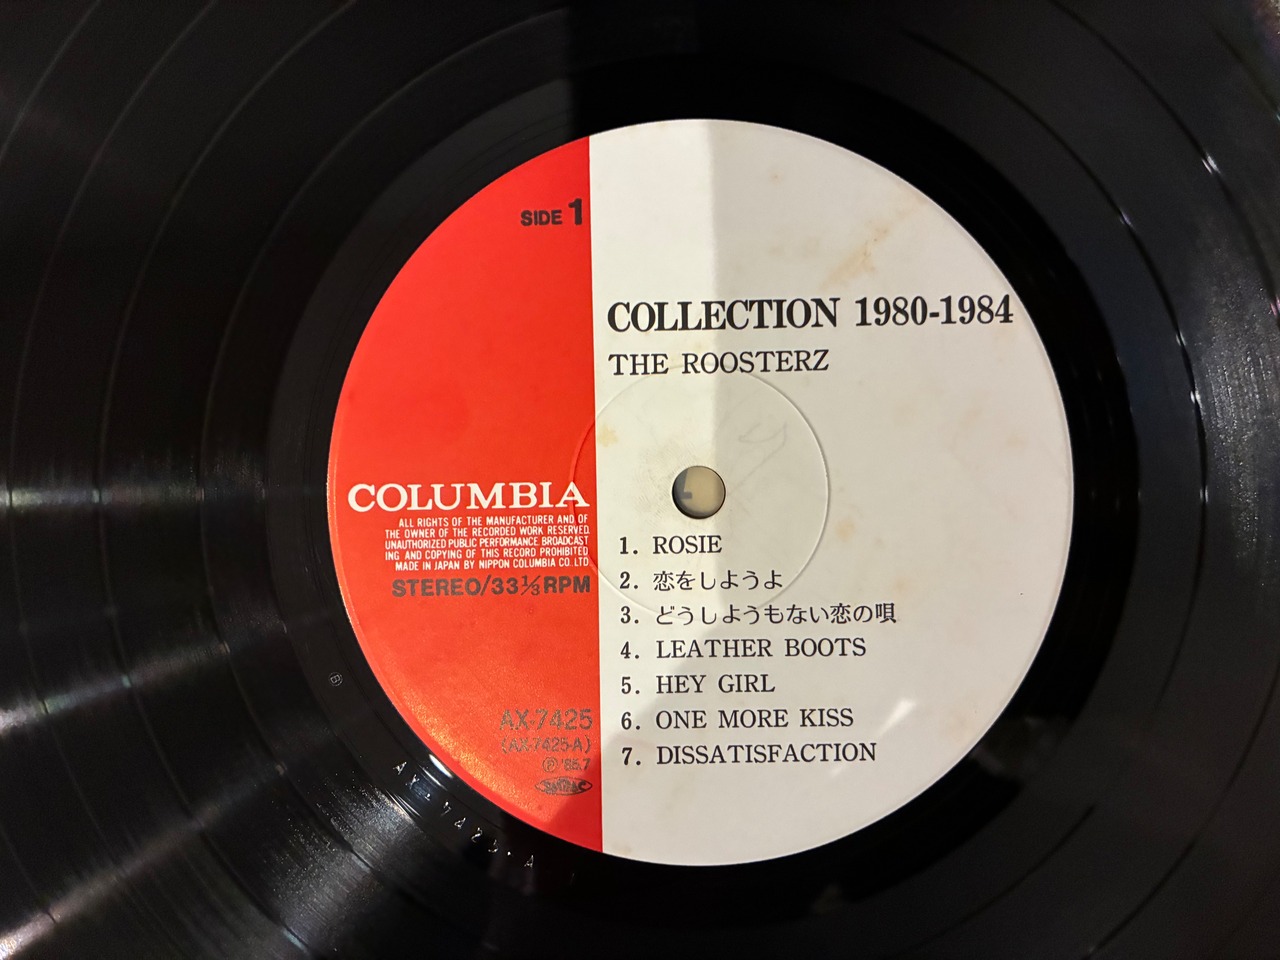 SIDE 1
COLLECTION 1980-1984
THE ROOSTERZ
COLUMBIA
ALL RIGHTS OF THE MANUFACTURER AND OF
THE OWNER OF THE RECORDED WORK RESERVED.
UNAUTHORIZED PUBLIC PERFORMANCE, BROADCAST
ING AND COPYING OF THIS RECORD PROHIBITED
MADE IN JAPAN BY NIPPON COLUMBIA CO. LTD.
STEREO/33⅓RPM
1. ROSIE
2. 恋をしようよ
3. どうしようもない恋の唄
4. LEATHER BOOTS
5. HEY GIRL
6. ONE MORE KISS
7. DISSATISFACTION
AX-7425
(AX-7425-A)
Ⓟ'85.7
AX-7425-A